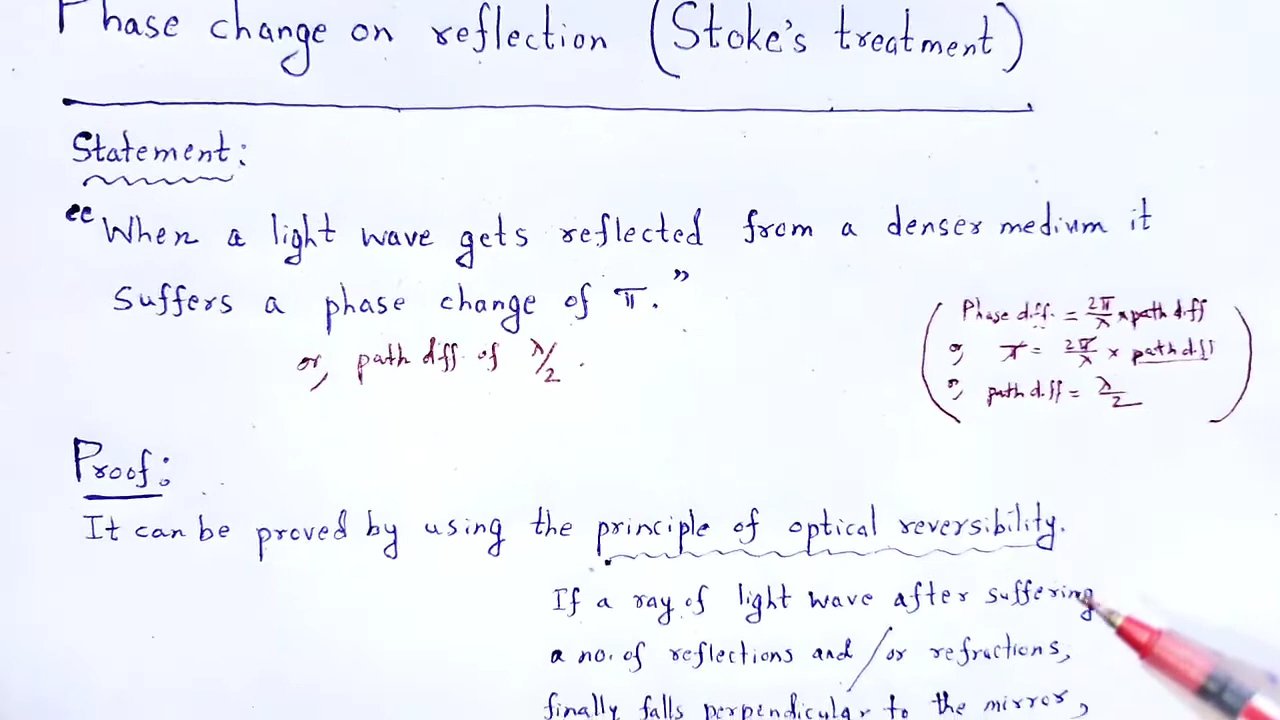 Phase change on reflection (Stoke's treatment)
Statement:
"When a light wave gets reflected from a denser medium it
suffers a phase change of π."
or, path diff. of λ/2.
(Phase diff. = 2π/λ × path diff
or, π = 2π/λ × path diff
or, path diff = λ/2)
Proof:
It can be proved by using the principle of optical reversibility.
If a ray of light wave after suffering
a no. of reflections and/or refractions,
finally falls perpendicular to the mirror,